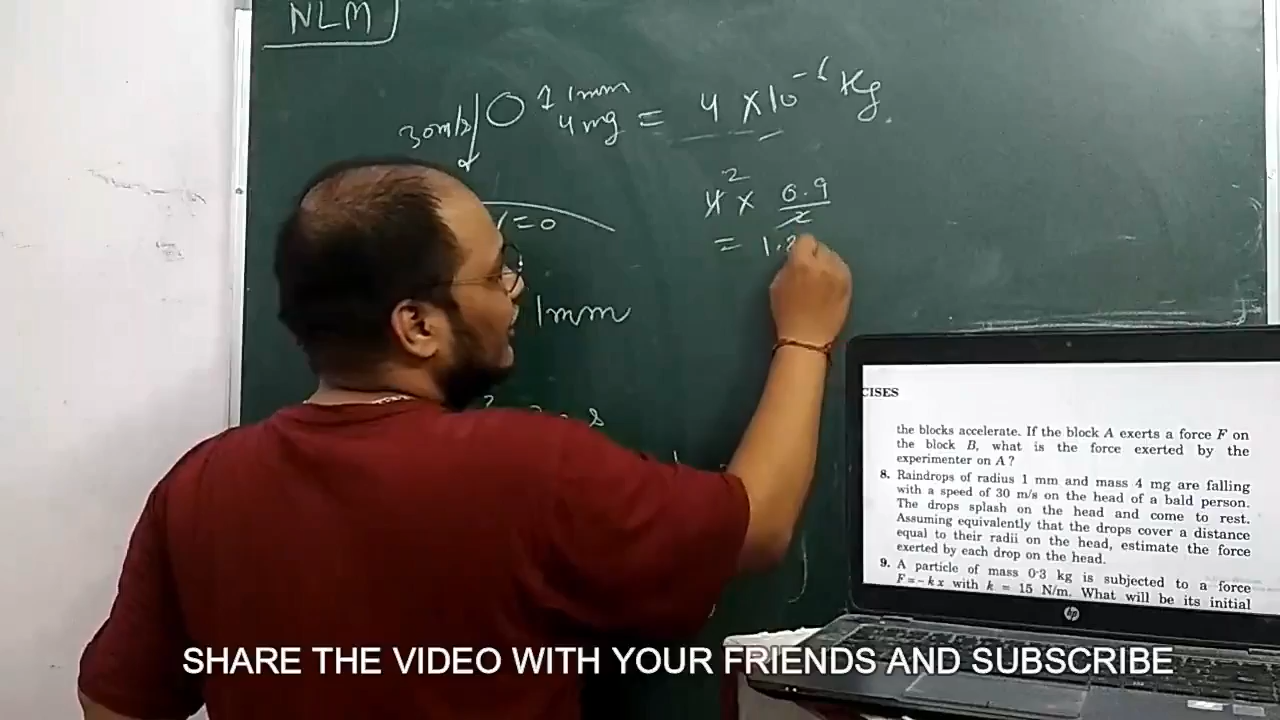 NLM
30m/s 1mm
4mg = 4 × 10⁻⁶ Kg.
4 2 × 0.9/2
= 1.8
= 0
1mm
CISES
the blocks accelerate. If the block A exerts a force F on
the block B, what is the force exerted by the
experimenter on A ?
8. Raindrops of radius 1 mm and mass 4 mg are falling
with a speed of 30 m/s on the head of a bald person.
The drops splash on the head and come to rest.
Assuming equivalently that the drops cover a distance
equal to their radii on the head, estimate the force
exerted by each drop on the head.
9. A particle of mass 0·3 kg is subjected to a force
F = − k x with k = 15 N/m. What will be its initial
hp
SHARE THE VIDEO WITH YOUR FRIENDS AND SUBSCRIBE